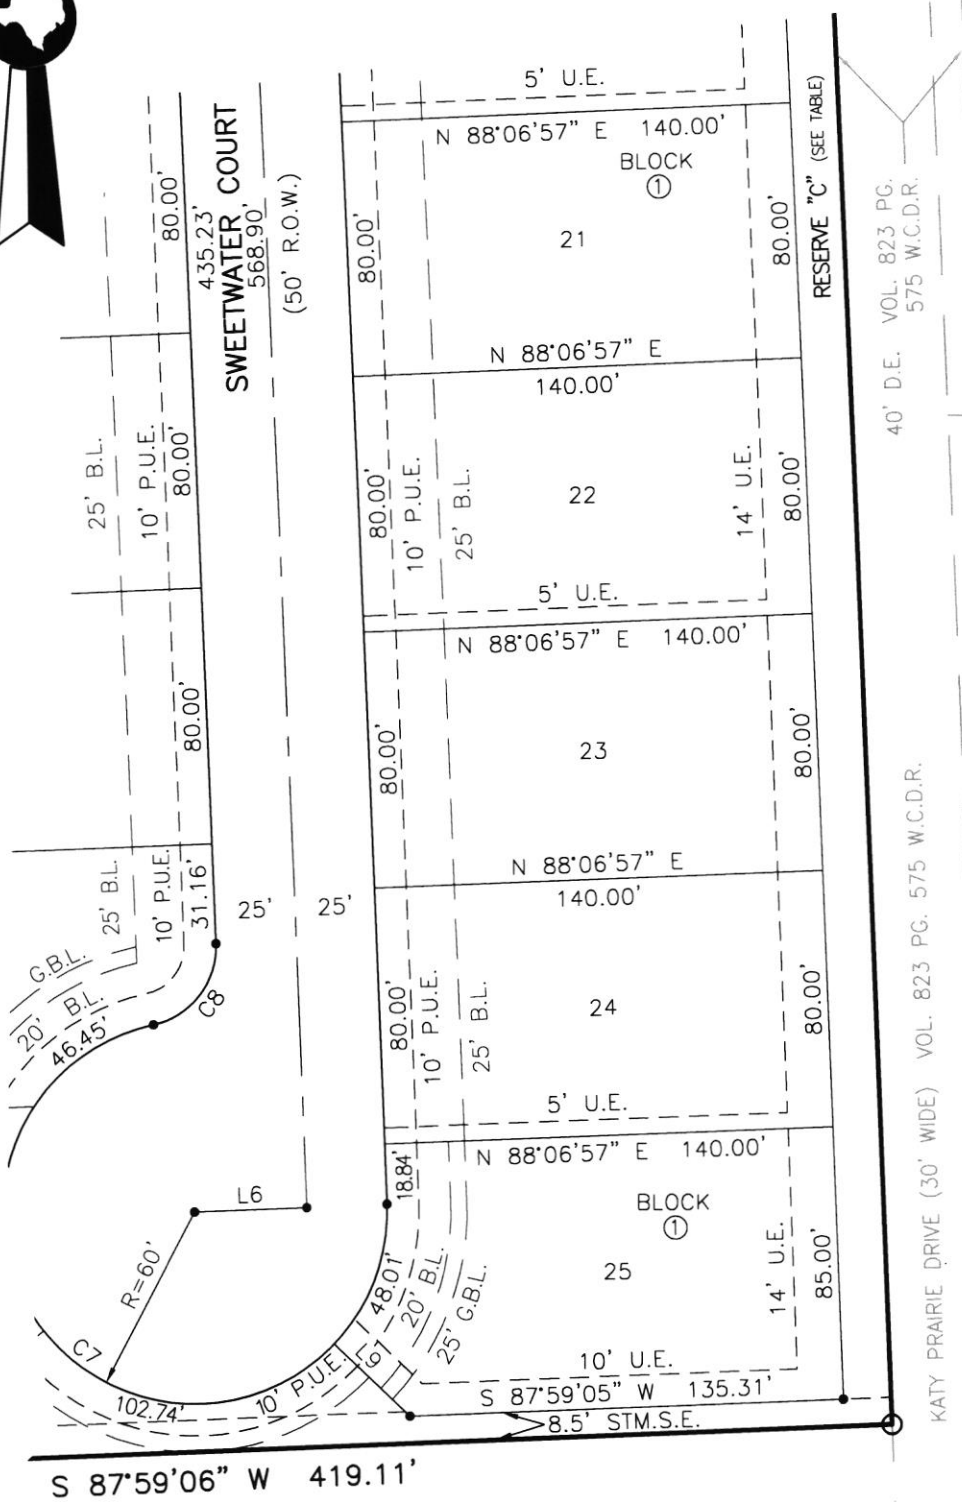 5' U.E.
N 88°06'57" E 140.00'
BLOCK
1
21
80.00'
435.23'
SWEETWATER COURT
568.90'
(50' R.O.W.)
80.00'
80.00'
RESERVE "C" (SEE TABLE)
40' D.E. VOL. 823 PG.
575 W.C.D.R.
N 88°06'57" E
140.00'
25' B.L.
10' P.U.E.
80.00'
80.00'
10' P.U.E.
25' B.L.
22
14' U.E.
80.00'
5' U.E.
N 88°06'57" E 140.00'
80.00'
80.00'
23
80.00'
N 88°06'57" E
140.00'
25' B.L.
10' P.U.E.
31.16'
25' 25'
G.B.L.
20' B.L.
46.45'
C8
80.00'
10' P.U.E.
25' B.L.
24
80.00'
5' U.E.
N 88°06'57" E 140.00'
18.84'
L6
R=60'
BLOCK
1
25
14' U.E.
85.00'
48.01'
20' B.L.
25' G.B.L.
L9
C7
102.74'
10' P.U.E.
10' U.E.
S 87°59'05" W 135.31'
8.5' STM.S.E.
KATY PRAIRIE DRIVE (30' WIDE) VOL. 823 PG. 575 W.C.D.R.
S 87°59'06" W 419.11'